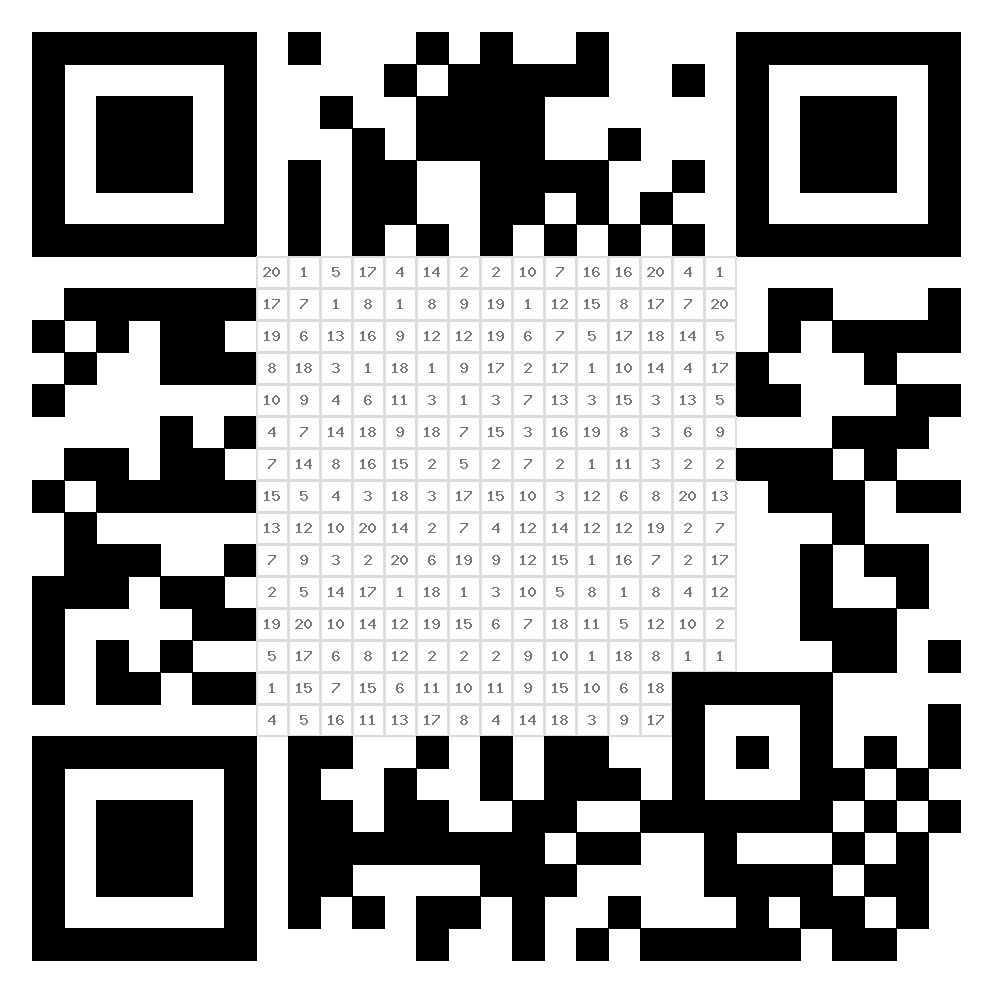 20 1 5 17 4 14 2 2 10 7 16 16 20 4 1
17 7 1 8 1 8 9 19 1 12 15 8 17 7 20
19 6 13 16 9 12 12 19 6 7 5 17 18 14 5
8 18 3 1 18 1 9 17 2 17 1 10 14 4 17
10 9 4 6 11 3 1 3 7 13 3 15 3 13 5
4 7 14 18 9 18 7 15 3 16 19 8 3 6 9
7 14 8 16 15 2 5 2 7 2 1 11 3 2 2
15 5 4 3 18 3 17 15 10 3 12 6 8 20 13
13 12 10 20 14 2 7 4 12 14 12 12 19 2 7
7 9 3 2 20 6 19 9 12 15 1 16 7 2 17
2 5 14 17 1 18 1 3 10 5 8 1 8 4 12
19 20 10 14 12 19 15 6 7 18 11 5 12 10 2
5 17 6 8 12 2 2 2 9 10 1 18 8 1 1
1 15 7 15 6 11 10 11 9 15 10 6 18
4 5 16 11 13 17 8 4 14 18 3 9 17